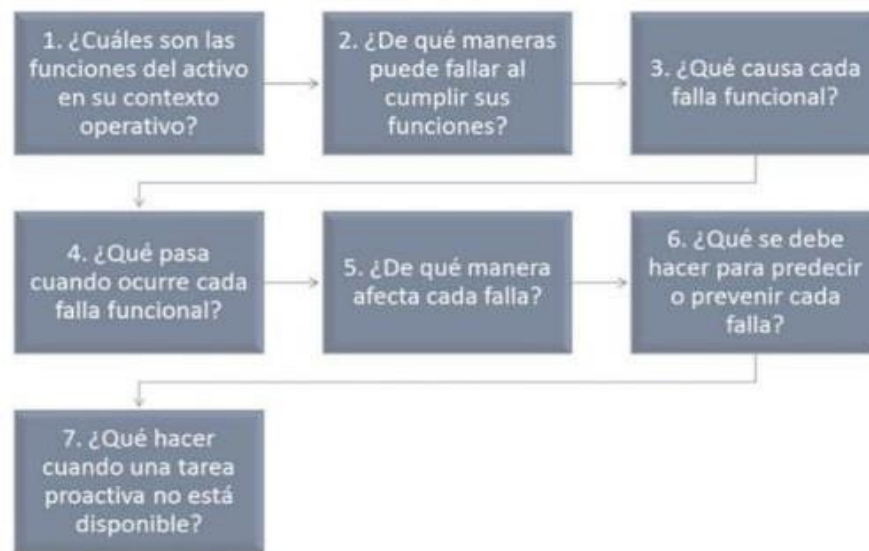 1. ¿Cuáles son las
funciones del activo
en su contexto
operativo?
2. ¿De qué maneras
puede fallar al
cumplir sus
funciones?
3. ¿Qué causa cada
falla funcional?
4. ¿Qué pasa
cuando ocurre cada
falla funcional?
5. ¿De qué manera
afecta cada falla?
6. ¿Qué se debe
hacer para predecir
o prevenir cada
falla?
7. ¿Qué hacer
cuando una tarea
proactiva no está
disponible?